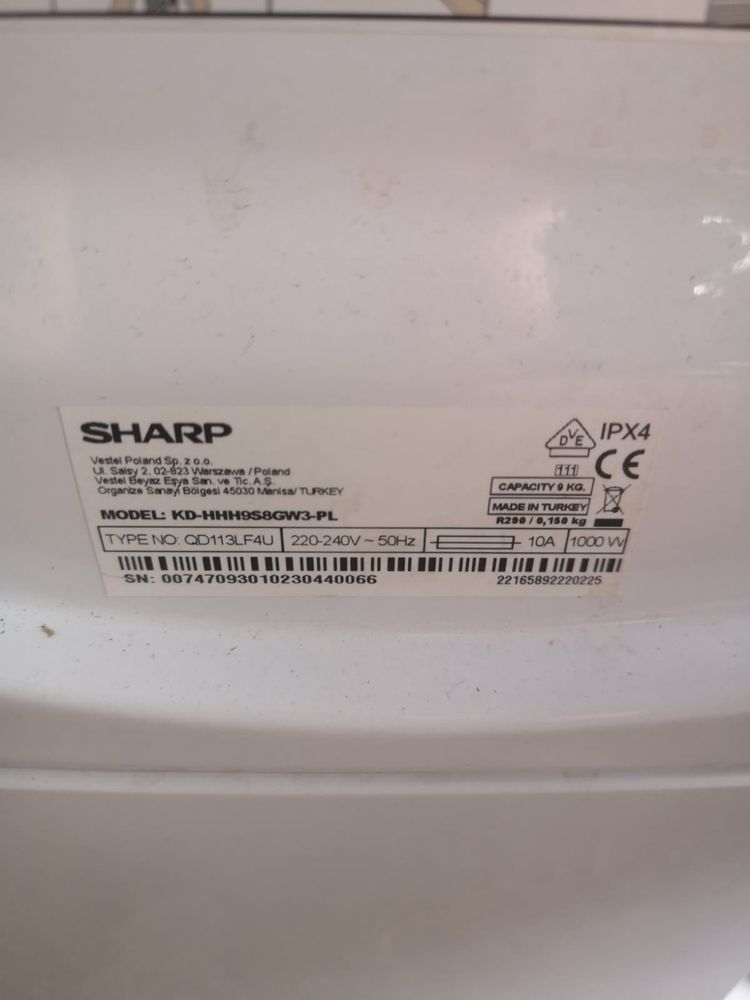 SHARP
Vestel Poland Sp. z o.o.
Ul. Salsy 2, 02-823 Warszawa / Poland
Vestel Beyaz Eşya San. ve Tic. A.Ş.
Organize Sanayi Bölgesi 45030 Manisa/ TURKEY
MODEL: KD-HHH9S8GW3-PL
DVE
IPX4
111
CE
CAPACITY 9 KG.
MADE IN TURKEY
R290 / 0,150 kg
TYPE NO: QD113LF4U 220-240V ~ 50Hz 10A 1000 W
SN: 00747093010230440066 22165892220225